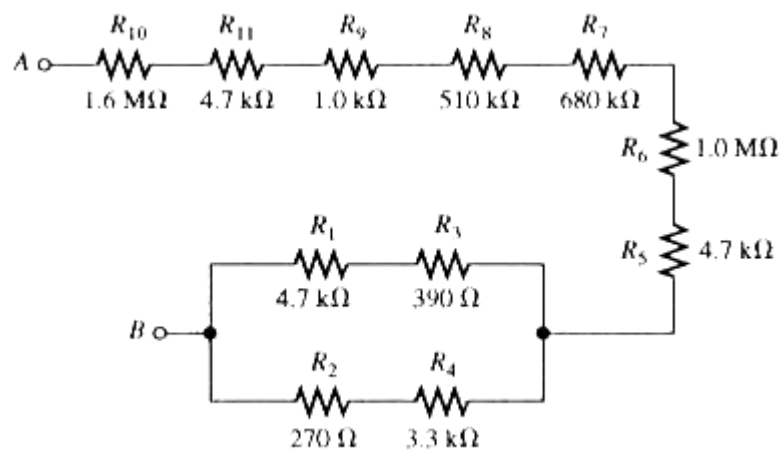 R10 R11 R9 R8 R7
A
1.6 MΩ 4.7 kΩ 1.0 kΩ 510 kΩ 680 kΩ
R6 1.0 MΩ
R1 R3
R5 4.7 kΩ
4.7 kΩ 390 Ω
B
R2 R4
270 Ω 3.3 kΩ